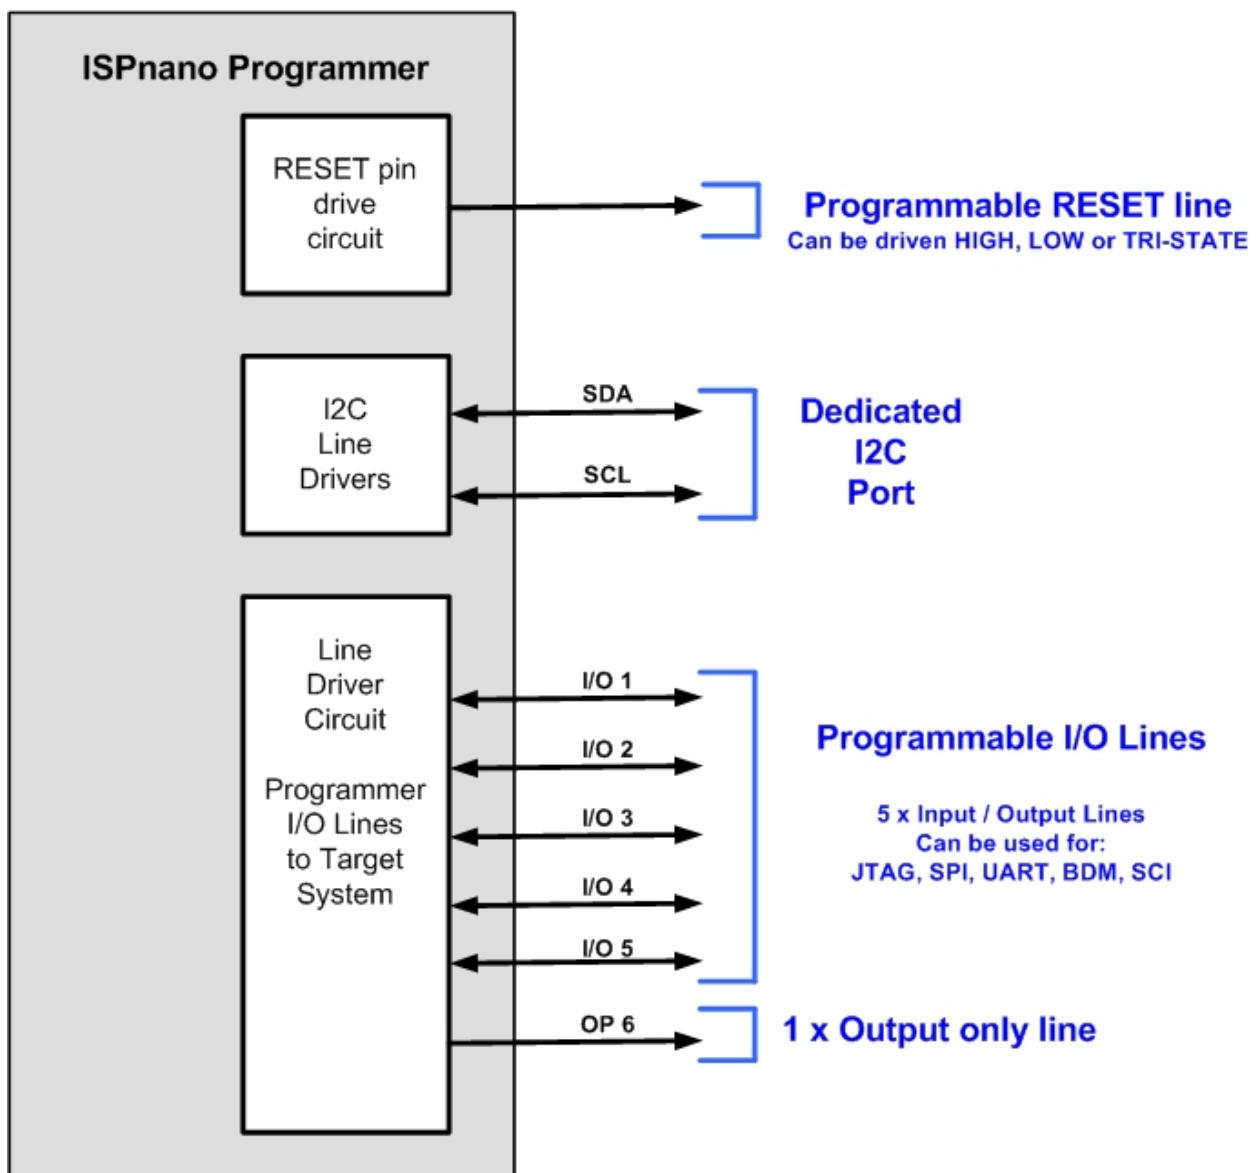 ISPnano Programmer
RESET pin
drive
circuit
Programmable RESET line
Can be driven HIGH, LOW or TRI-STATE
I2C
Line
Drivers
SDA
SCL
Dedicated
I2C
Port
Line
Driver
Circuit
Programmer
I/O Lines
to Target
System
I/O 1
I/O 2
I/O 3
I/O 4
I/O 5
OP 6
Programmable I/O Lines
5 x Input / Output Lines
Can be used for:
JTAG, SPI, UART, BDM, SCI
1 x Output only line